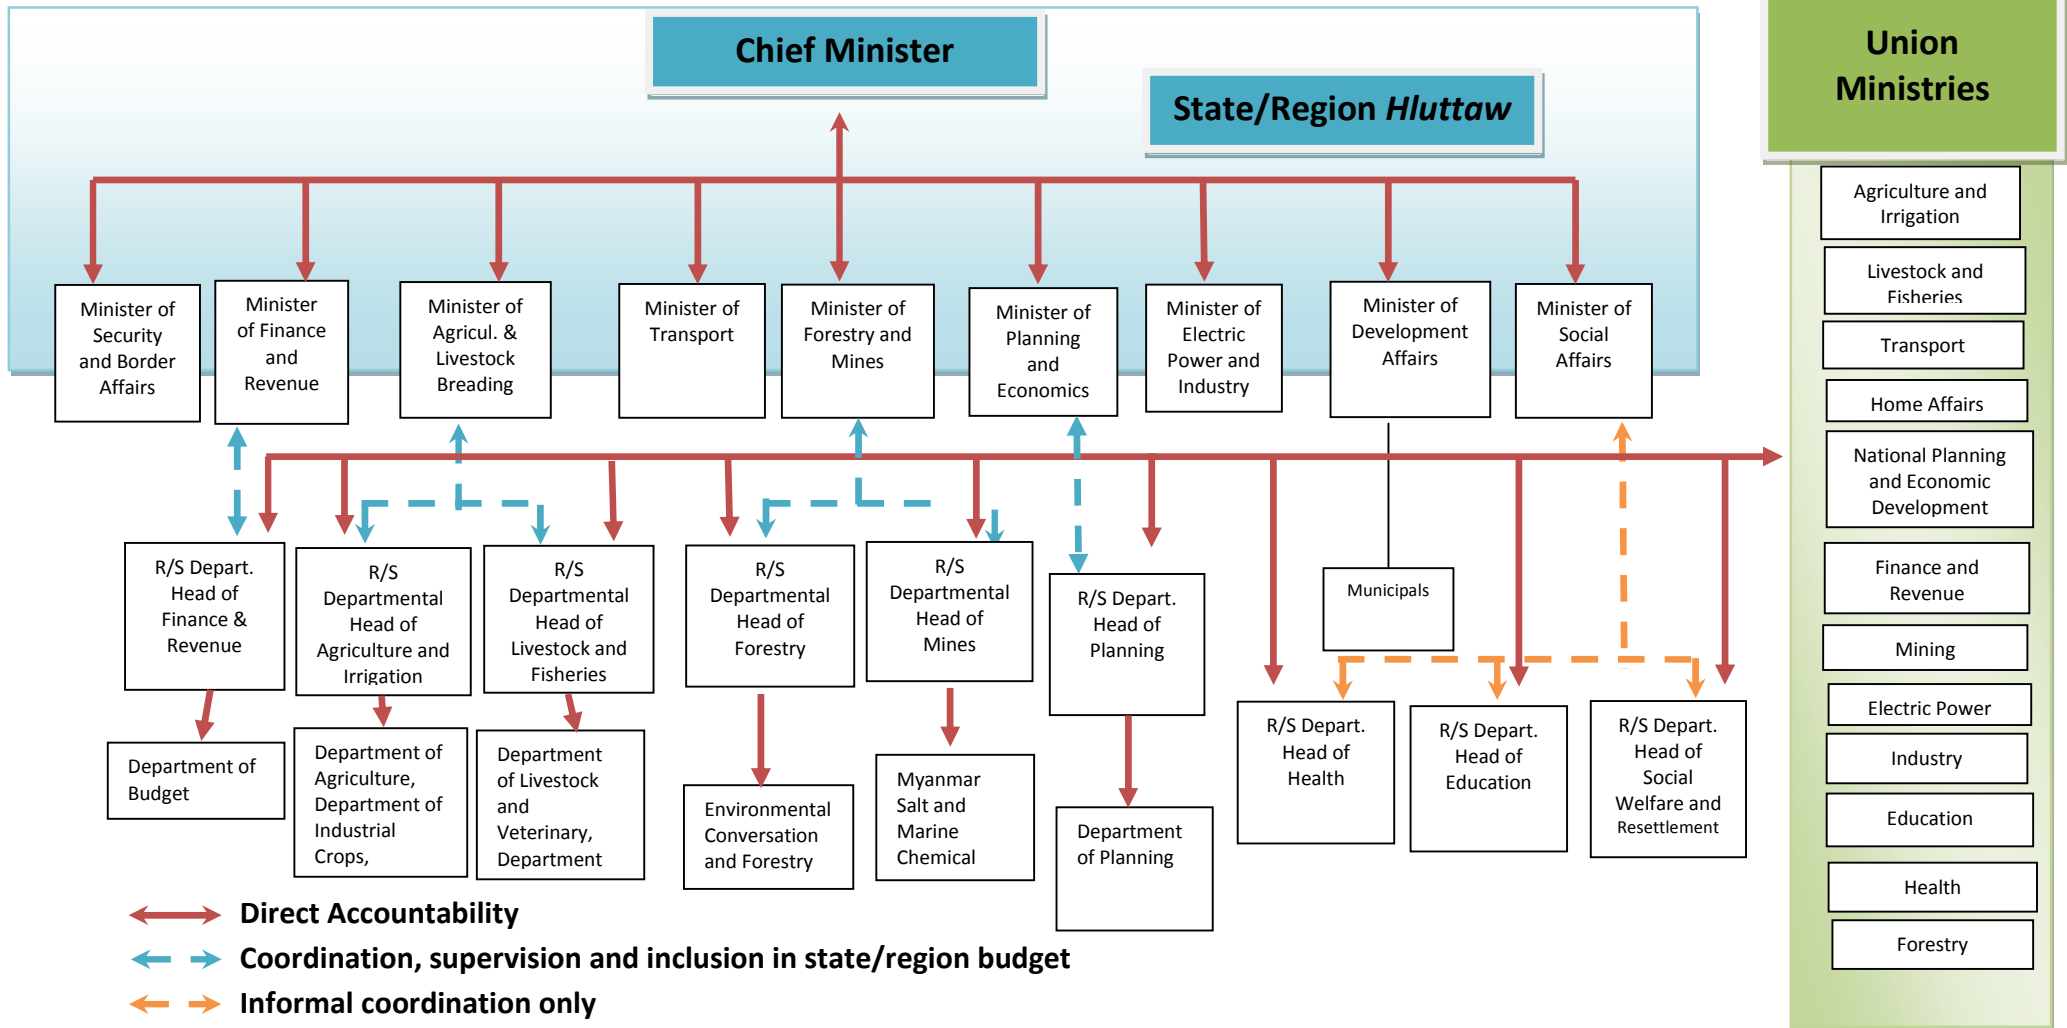 Chief Minister
State/Region Hluttaw
Union
Ministries
Minister of
Security
and Border
Affairs
Minister
of Finance
and
Revenue
Minister of
Agricul. &
Livestock
Breading
Minister of
Transport
Minister of
Forestry and
Mines
Minister of
Planning
and
Economics
Minister of
Electric
Power and
Industry
Minister of
Development
Affairs
Minister of
Social
Affairs
R/S Depart.
Head of
Finance &
Revenue
R/S
Departmental
Head of
Agriculture and
Irrigation
R/S
Departmental
Head of
Livestock and
Fisheries
R/S
Departmental
Head of
Forestry
R/S
Departmental
Head of
Mines
R/S Depart.
Head of
Planning
Municipals
R/S Depart.
Head of
Health
R/S Depart.
Head of
Education
R/S Depart.
Head of
Social
Welfare and
Resettlement
Department of
Budget
Department of
Agriculture,
Department of
Industrial
Crops,
Department
of Livestock
and
Veterinary,
Department
Environmental
Conversation
and Forestry
Myanmar
Salt and
Marine
Chemical
Department
of Planning
Agriculture and
Irrigation
Livestock and
Fisheries
Transport
Home Affairs
National Planning
and Economic
Development
Finance and
Revenue
Mining
Electric Power
Industry
Education
Health
Forestry
Direct Accountability
Coordination, supervision and inclusion in state/region budget
Informal coordination only